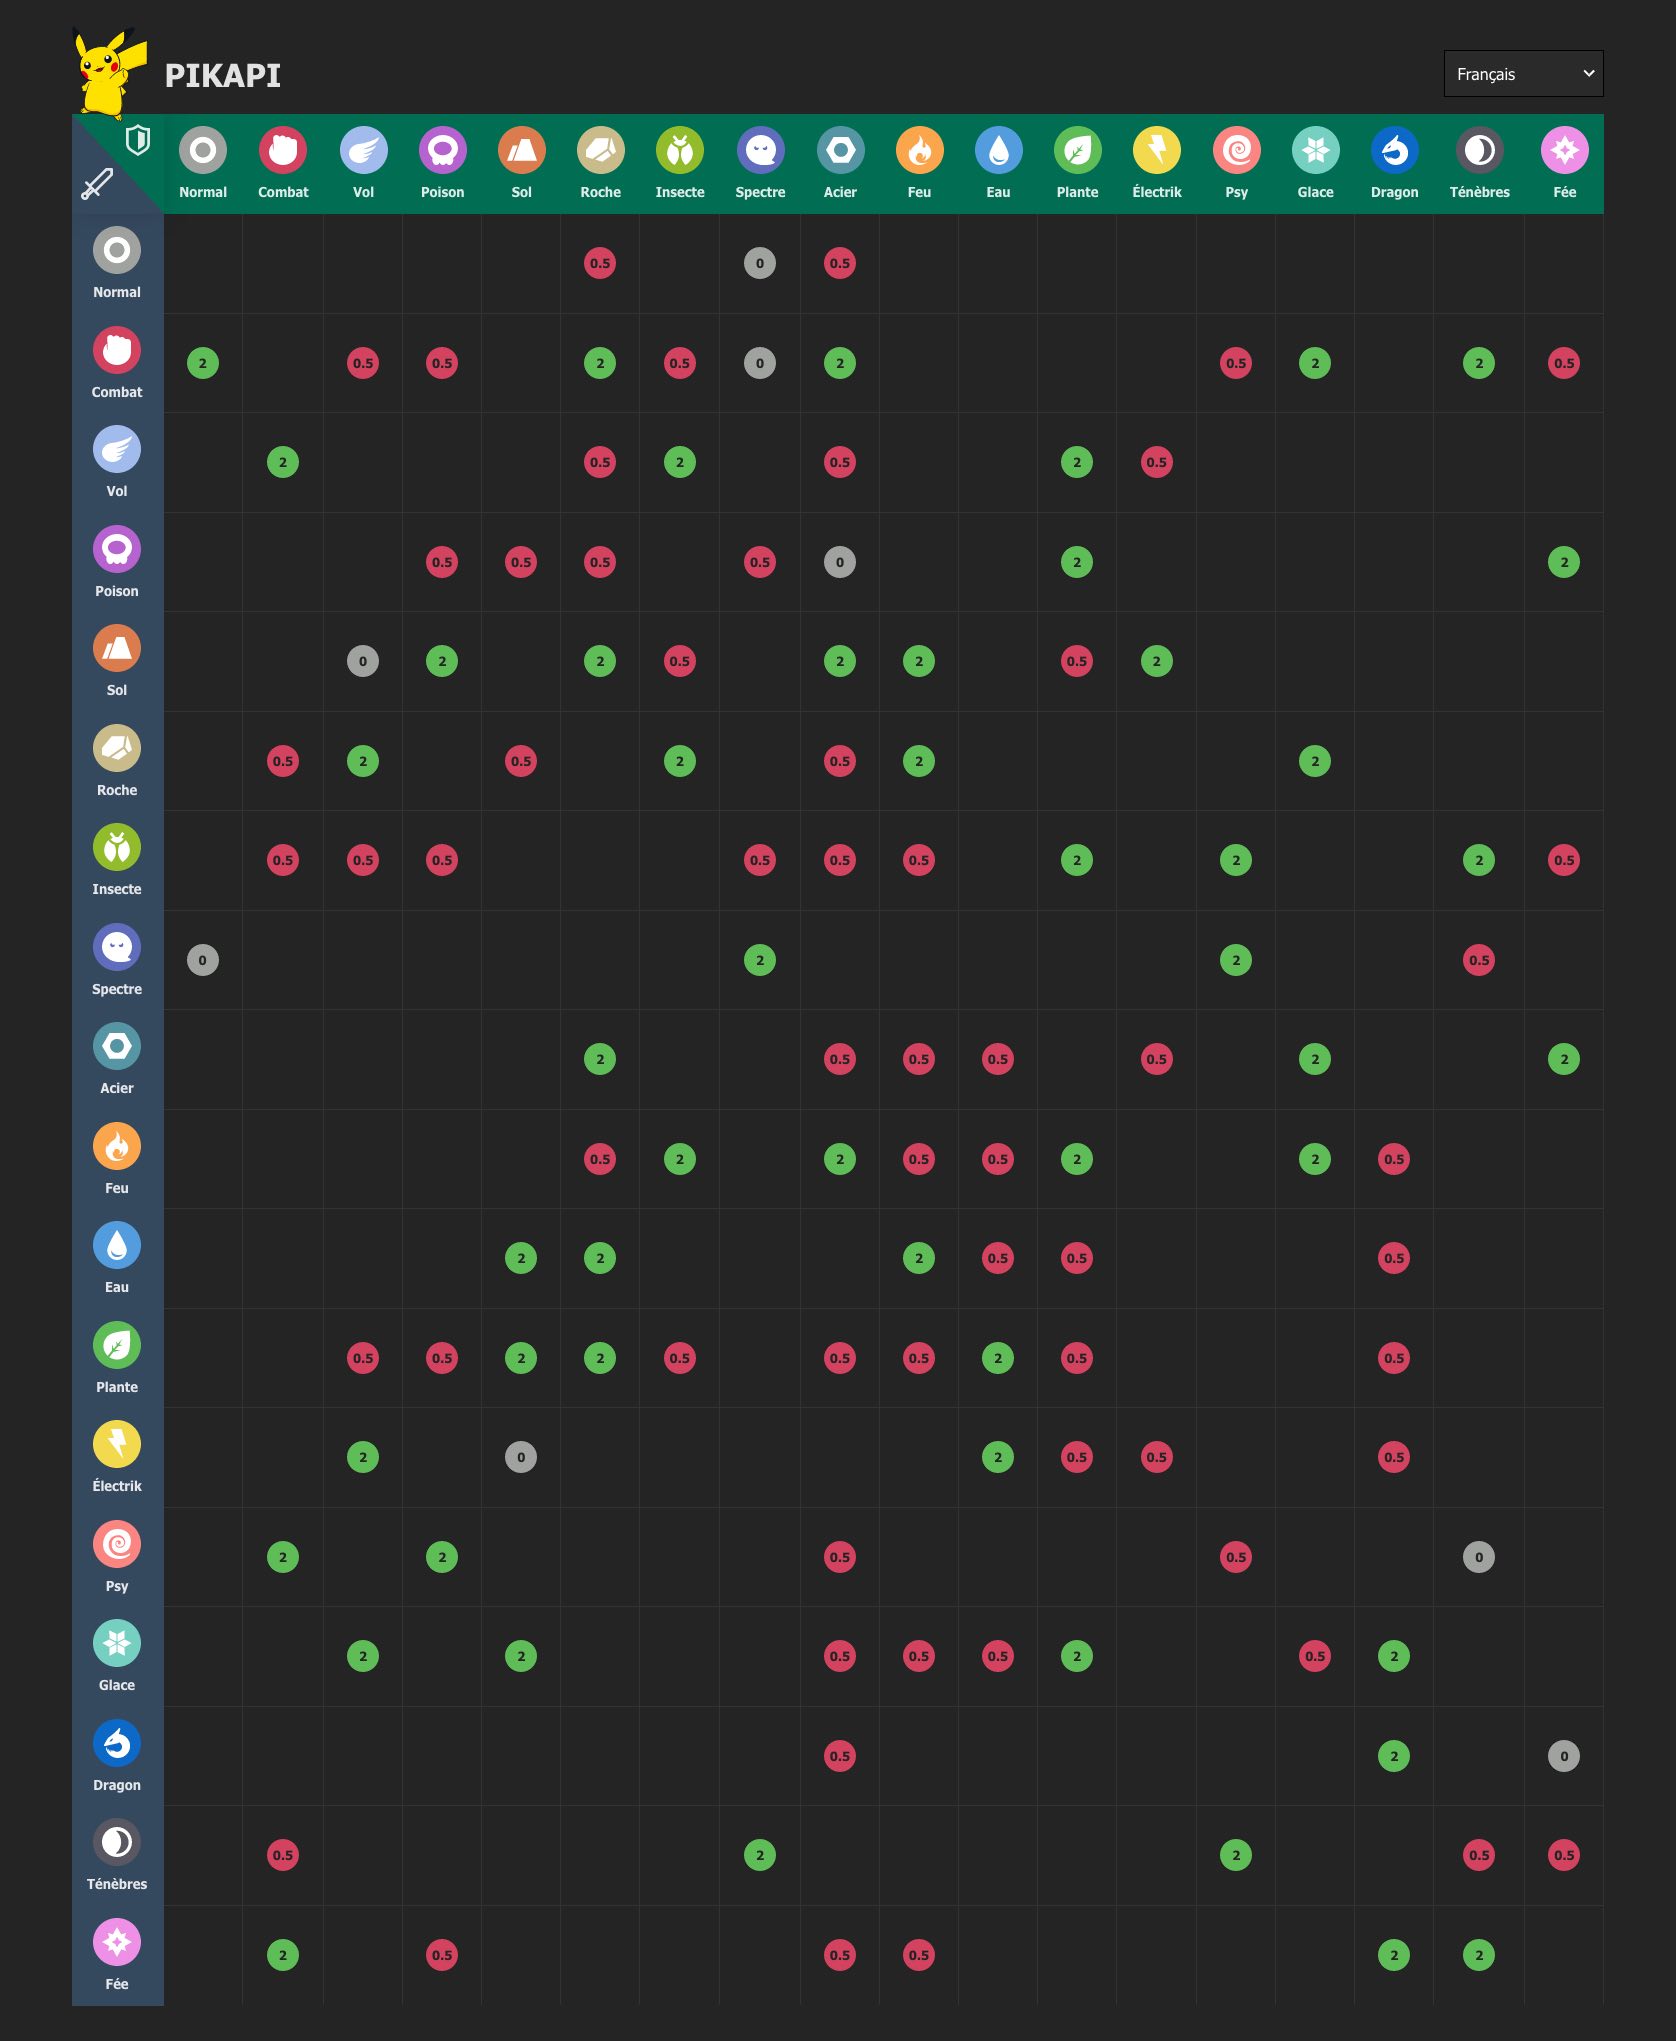 PIKAPI
Français
Normal Combat Vol Poison Sol Roche Insecte Spectre Acier Feu Eau Plante Électrik Psy Glace Dragon Ténèbres Fée
0.5 0 0.5
Normal
2 0.5 0.5 2 0.5 0 2 0.5 2 2 0.5
Combat
2 0.5 2 0.5 2 0.5
Vol
0.5 0.5 0.5 0.5 0 2 2
Poison
0 2 2 0.5 2 2 0.5 2
Sol
0.5 2 0.5 2 0.5 2 2
Roche
0.5 0.5 0.5 0.5 0.5 0.5 2 2 2 0.5
Insecte
0 2 2 0.5
Spectre
2 0.5 0.5 0.5 0.5 2 2
Acier
0.5 2 2 0.5 0.5 2 2 0.5
Feu
2 2 2 0.5 0.5 0.5
Eau
0.5 0.5 2 2 0.5 0.5 0.5 2 0.5 0.5
Plante
2 0 2 0.5 0.5 0.5
Électrik
2 2 0.5 0.5 0
Psy
2 2 0.5 0.5 0.5 2 0.5 2
Glace
0.5 2 0
Dragon
0.5 2 2 0.5 0.5
Ténèbres
2 0.5 0.5 0.5 2 2
Fée